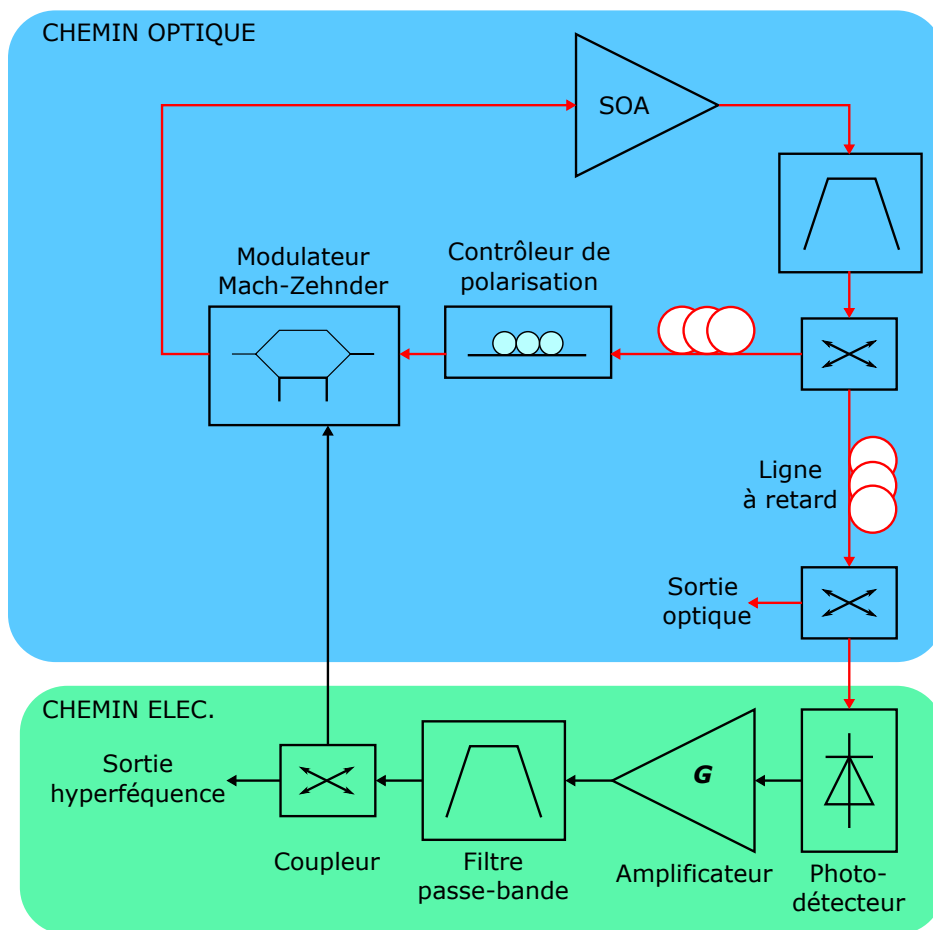 CHEMIN OPTIQUE
SOA
Modulateur
Mach-Zehnder
Contrôleur de
polarisation
Ligne
à retard
Sortie
optique
CHEMIN ELEC.
Sortie
hyperféquence
G
Coupleur
Filtre
passe-bande
Amplificateur
Photo-
détecteur